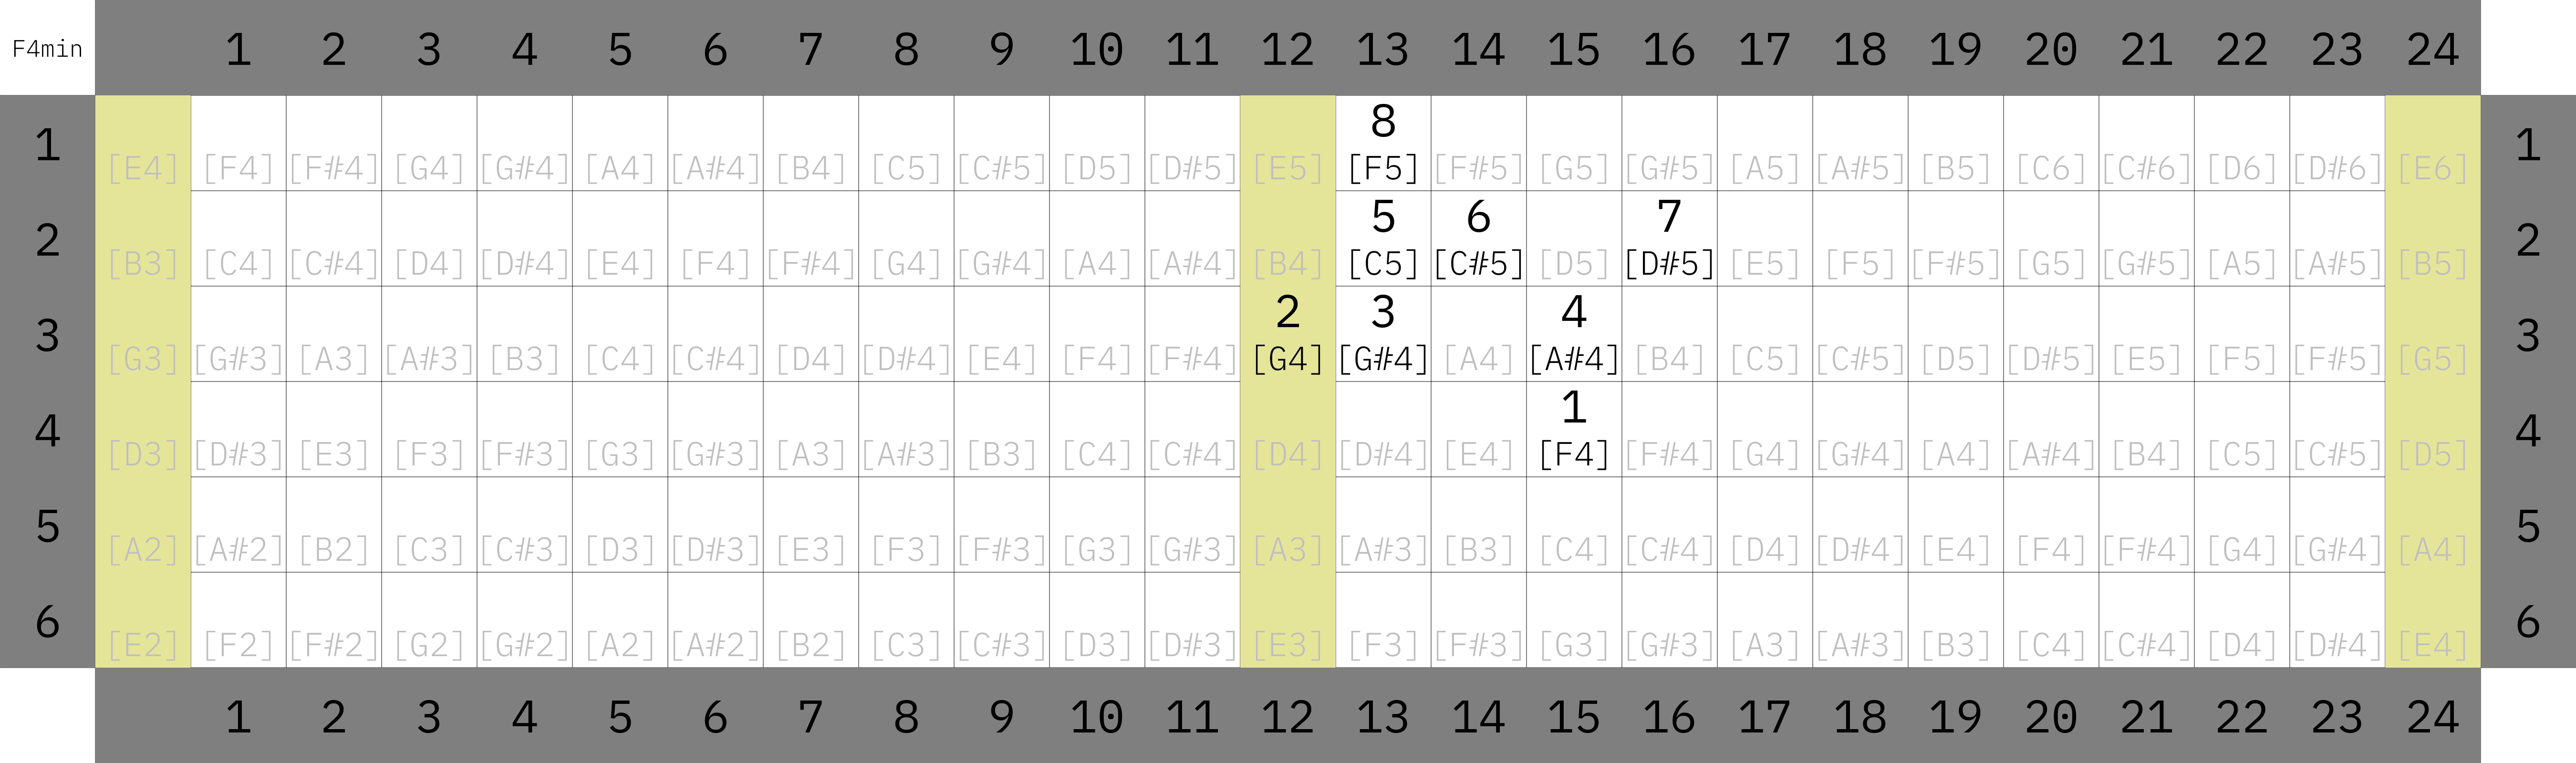 F4min 1 2 3 4 5 6 7 8 9 10 11 12 13 14 15 16 17 18 19 20 21 22 23 24
8
1 [E4] [F4] [F#4] [G4] [G#4] [A4] [A#4] [B4] [C5] [C#5] [D5] [D#5] [E5] [F5] [F#5] [G5] [G#5] [A5] [A#5] [B5] [C6] [C#6] [D6] [D#6] [E6] 1
5 6 7
2 [B3] [C4] [C#4] [D4] [D#4] [E4] [F4] [F#4] [G4] [G#4] [A4] [A#4] [B4] [C5] [C#5] [D5] [D#5] [E5] [F5] [F#5] [G5] [G#5] [A5] [A#5] [B5] 2
2 3 4
3 [G3] [G#3] [A3] [A#3] [B3] [C4] [C#4] [D4] [D#4] [E4] [F4] [F#4] [G4] [G#4] [A4] [A#4] [B4] [C5] [C#5] [D5] [D#5] [E5] [F5] [F#5] [G5] 3
1
4 [D3] [D#3] [E3] [F3] [F#3] [G3] [G#3] [A3] [A#3] [B3] [C4] [C#4] [D4] [D#4] [E4] [F4] [F#4] [G4] [G#4] [A4] [A#4] [B4] [C5] [C#5] [D5] 4
5 [A2] [A#2] [B2] [C3] [C#3] [D3] [D#3] [E3] [F3] [F#3] [G3] [G#3] [A3] [A#3] [B3] [C4] [C#4] [D4] [D#4] [E4] [F4] [F#4] [G4] [G#4] [A4] 5
6 [E2] [F2] [F#2] [G2] [G#2] [A2] [A#2] [B2] [C3] [C#3] [D3] [D#3] [E3] [F3] [F#3] [G3] [G#3] [A3] [A#3] [B3] [C4] [C#4] [D4] [D#4] [E4] 6
1 2 3 4 5 6 7 8 9 10 11 12 13 14 15 16 17 18 19 20 21 22 23 24